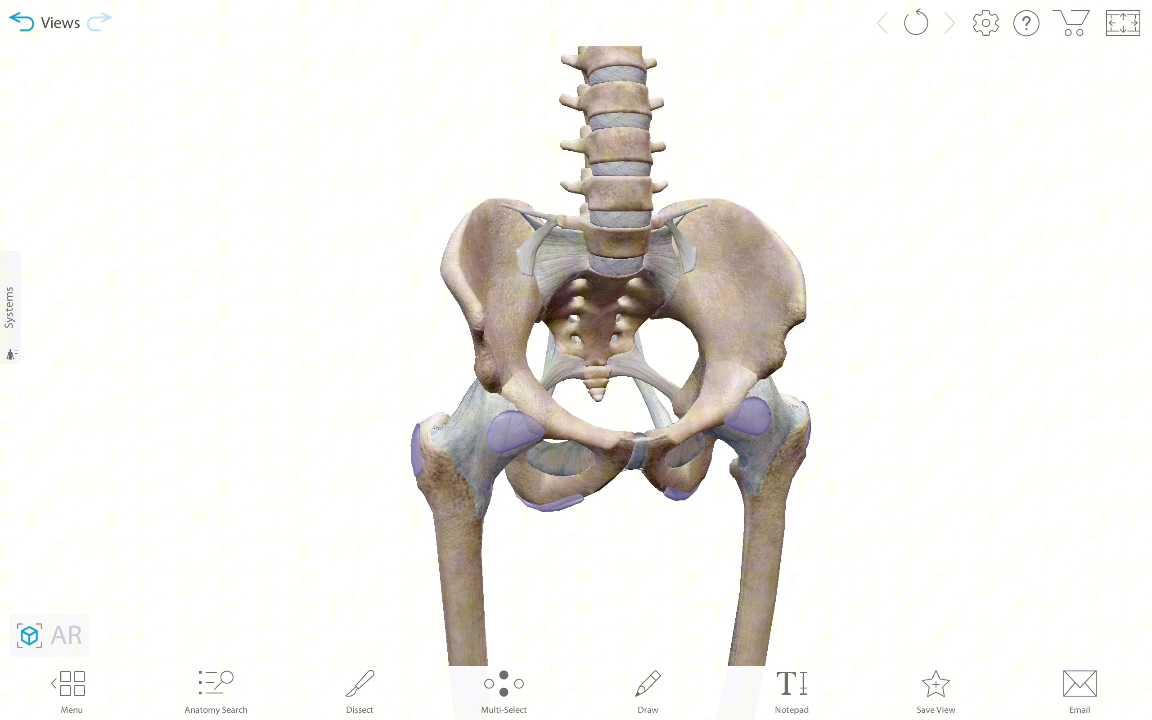 Views
?
Systems
AR
Menu
Anatomy Search
Dissect
Multi-Select
Draw
T
Notepad
Save View
Email